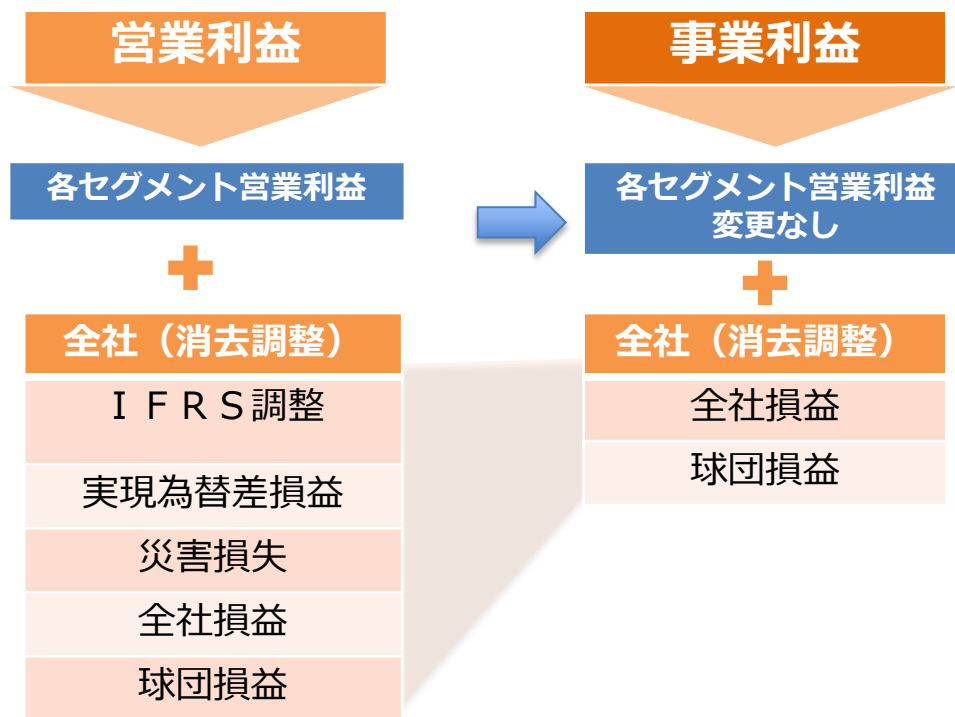 営業利益
各セグメント営業利益
全社（消去調整）
ＩＦＲＳ調整
実現為替差損益
災害損失
全社損益
球団損益
事業利益
各セグメント営業利益
変更なし
全社（消去調整）
全社損益
球団損益